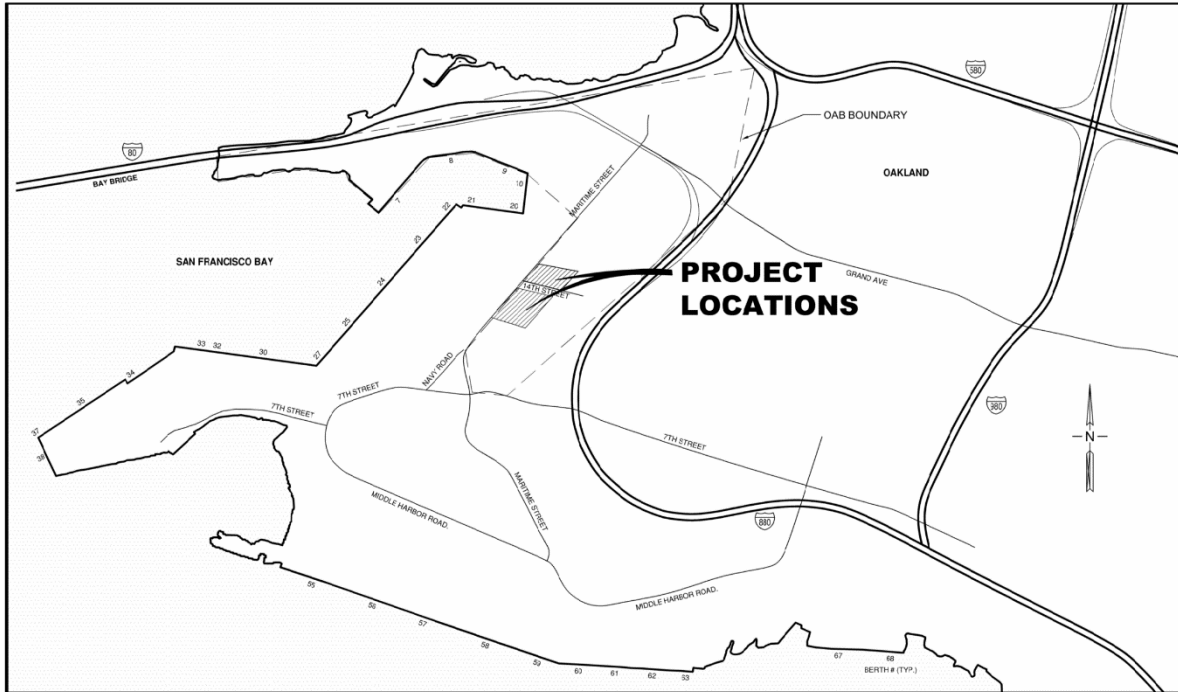 580
OAB BOUNDARY
80
BAY BRIDGE
8
9
10
OAKLAND
MARITIME STREET
7
22
21
20
23
SAN FRANCISCO BAY
24
PROJECT
LOCATIONS
14TH STREET
GRAND AVE
25
33
32
30
27
34
NAVY ROAD
35
7TH STREET
7TH STREET
980
37
38
7TH STREET
N
MARITIME STREET
MIDDLE HARBOR ROAD.
880
55
MIDDLE HARBOR ROAD.
56
57
58
59
60
61
62
63
67
68
BERTH # (TYP.)